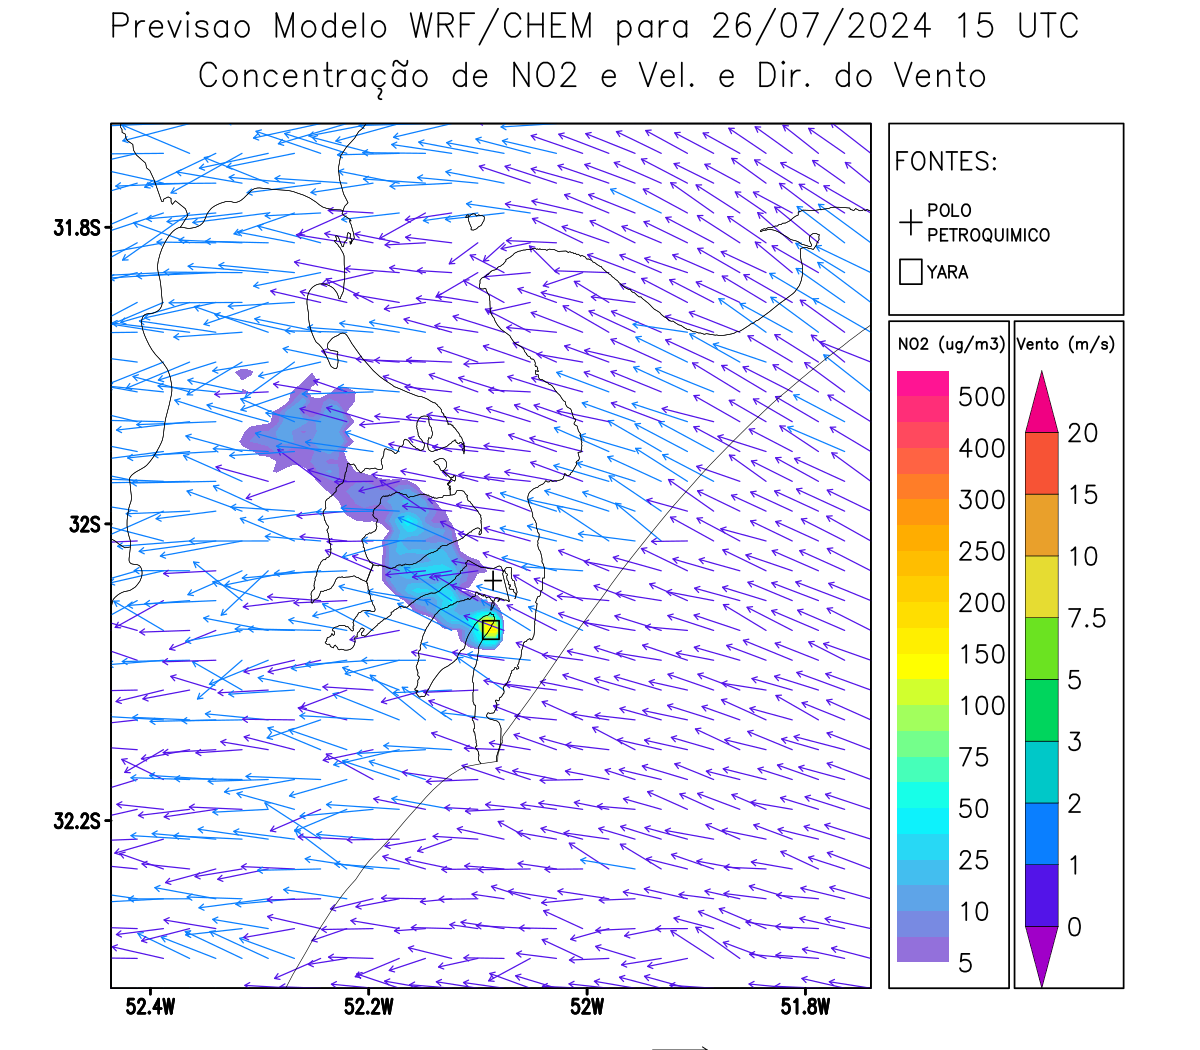 Previsao Modelo WRF/CHEM para 26/07/2024 15 UTC
Concentração de NO2 e Vel. e Dir. do Vento
FONTES:
POLO
PETROQUIMICO
YARA
NO2 (ug/m3)
500
400
300
250
200
150
100
75
50
25
10
5
Vento (m/s)
20
15
10
7.5
5
3
2
1
0
31.8S
32S
32.2S
52.4W 52.2W 52W 51.8W